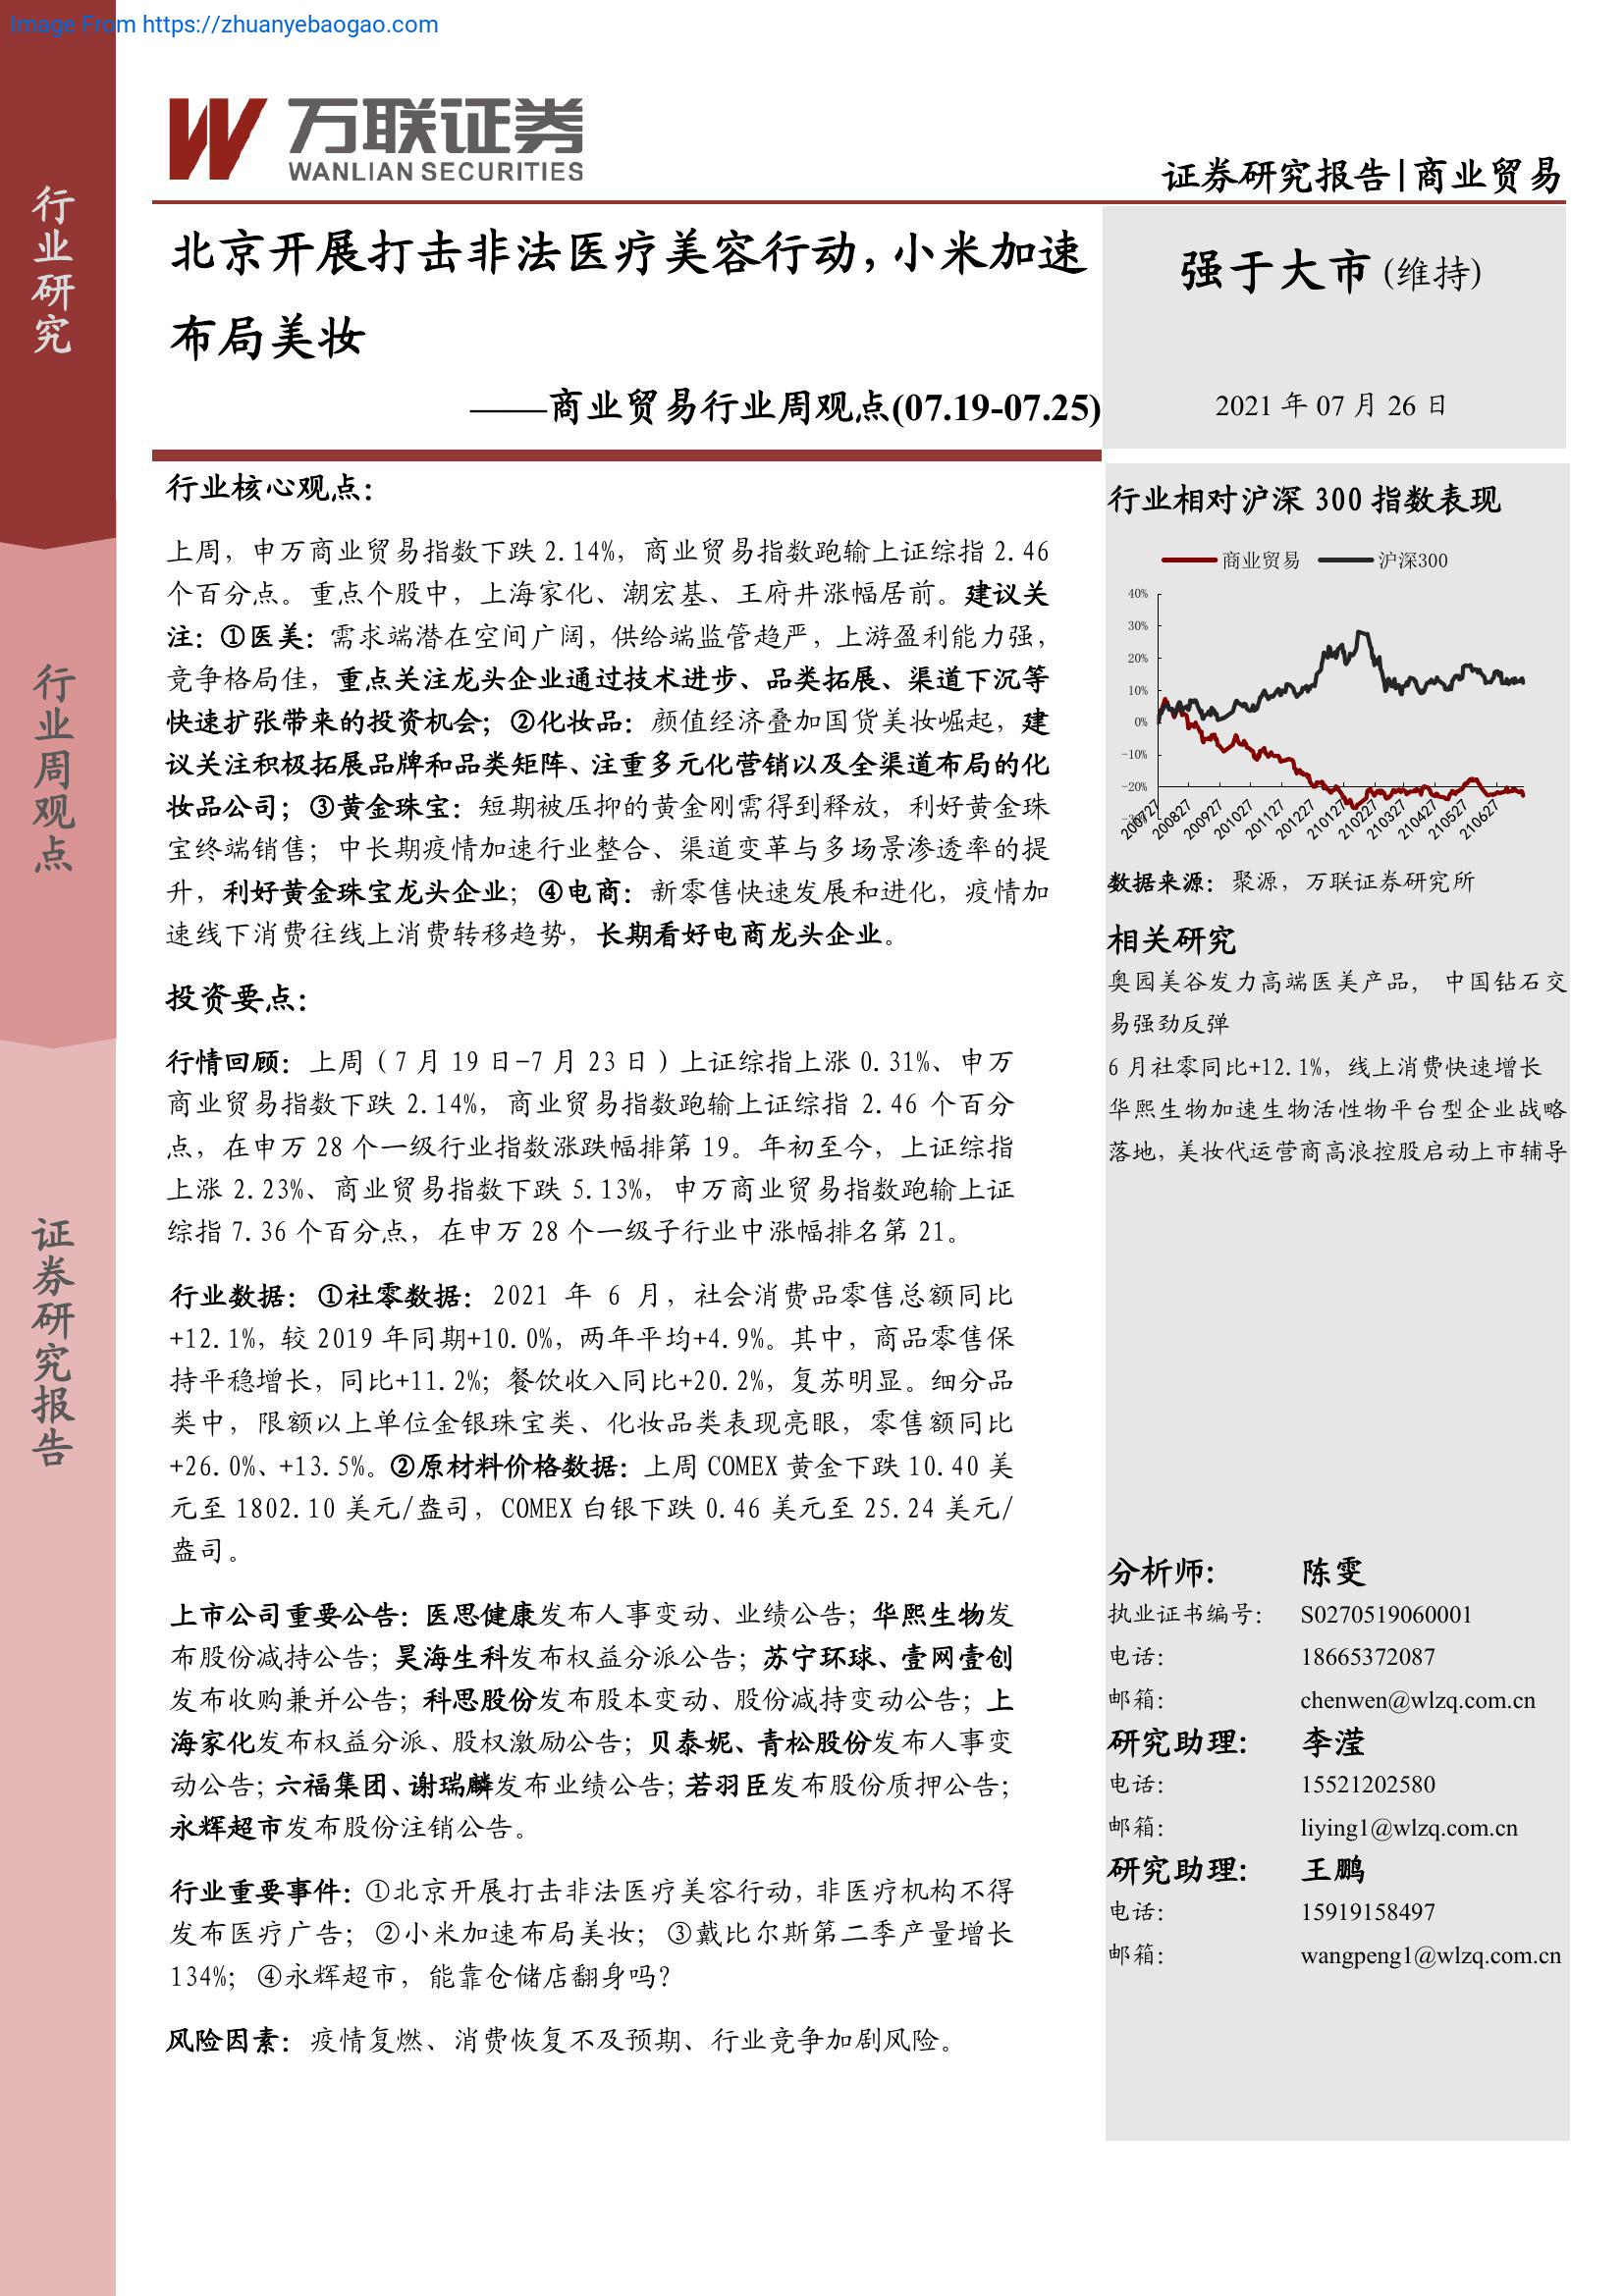 Image From https://zhuanyebaogao.com
行业研究
行业周观点
证券研究报告
万联证券
WANLIAN SECURITIES
证券研究报告|商业贸易
北京开展打击非法医疗美容行动，小米加速
布局美妆
——商业贸易行业周观点(07.19-07.25)
强于大市(维持)
2021 年 07 月 26 日
行业核心观点：
上周，申万商业贸易指数下跌 2.14%，商业贸易指数跑输上证综指 2.46
个百分点。重点个股中，上海家化、潮宏基、王府井涨幅居前。建议关
注：①医美：需求端潜在空间广阔，供给端监管趋严，上游盈利能力强，
竞争格局佳，重点关注龙头企业通过技术进步、品类拓展、渠道下沉等
快速扩张带来的投资机会；②化妆品：颜值经济叠加国货美妆崛起，建
议关注积极拓展品牌和品类矩阵、注重多元化营销以及全渠道布局的化
妆品公司；③黄金珠宝：短期被压抑的黄金刚需得到释放，利好黄金珠
宝终端销售；中长期疫情加速行业整合、渠道变革与多场景渗透率的提
升，利好黄金珠宝龙头企业；④电商：新零售快速发展和进化，疫情加
速线下消费往线上消费转移趋势，长期看好电商龙头企业。
投资要点：
行情回顾：上周（7 月 19 日-7 月 23 日）上证综指上涨 0.31%、申万
商业贸易指数下跌 2.14%，商业贸易指数跑输上证综指 2.46 个百分
点，在申万 28 个一级行业指数涨跌幅排第 19。年初至今，上证综指
上涨 2.23%、商业贸易指数下跌 5.13%，申万商业贸易指数跑输上证
综指 7.36 个百分点，在申万 28 个一级子行业中涨幅排名第 21。
行业数据：①社零数据：2021 年 6 月，社会消费品零售总额同比
+12.1%，较 2019 年同期+10.0%，两年平均+4.9%。其中，商品零售保
持平稳增长，同比+11.2%；餐饮收入同比+20.2%，复苏明显。细分品
类中，限额以上单位金银珠宝类、化妆品类表现亮眼，零售额同比
+26.0%、+13.5%。②原材料价格数据：上周 COMEX 黄金下跌 10.40 美
元至 1802.10 美元/盎司，COMEX 白银下跌 0.46 美元至 25.24 美元/
盎司。
上市公司重要公告：医思健康发布人事变动、业绩公告；华熙生物发
布股份减持公告；昊海生科发布权益分派公告；苏宁环球、壹网壹创
发布收购兼并公告；科思股份发布股本变动、股份减持变动公告；上
海家化发布权益分派、股权激励公告；贝泰妮、青松股份发布人事变
动公告；六福集团、谢瑞麟发布业绩公告；若羽臣发布股份质押公告；
永辉超市发布股份注销公告。
行业重要事件：①北京开展打击非法医疗美容行动，非医疗机构不得
发布医疗广告；②小米加速布局美妆；③戴比尔斯第二季产量增长
134%；④永辉超市，能靠仓储店翻身吗？
风险因素：疫情复燃、消费恢复不及预期、行业竞争加剧风险。
行业相对沪深 300 指数表现
商业贸易 沪深300
40%
30%
20%
10%
0%
-10%
-20%
200727 200827 200927 201027 201127 201227 210127 210227 210327 210427 210527 210627
数据来源：聚源，万联证券研究所
相关研究
奥园美谷发力高端医美产品， 中国钻石交
易强劲反弹
6 月社零同比+12.1%，线上消费快速增长
华熙生物加速生物活性物平台型企业战略
落地，美妆代运营商高浪控股启动上市辅导
分析师： 陈雯
执业证书编号： S0270519060001
电话： 18665372087
邮箱： chenwen@wlzq.com.cn
研究助理： 李滢
电话： 15521202580
邮箱： liying1@wlzq.com.cn
研究助理： 王鹏
电话： 15919158497
邮箱： wangpeng1@wlzq.com.cn